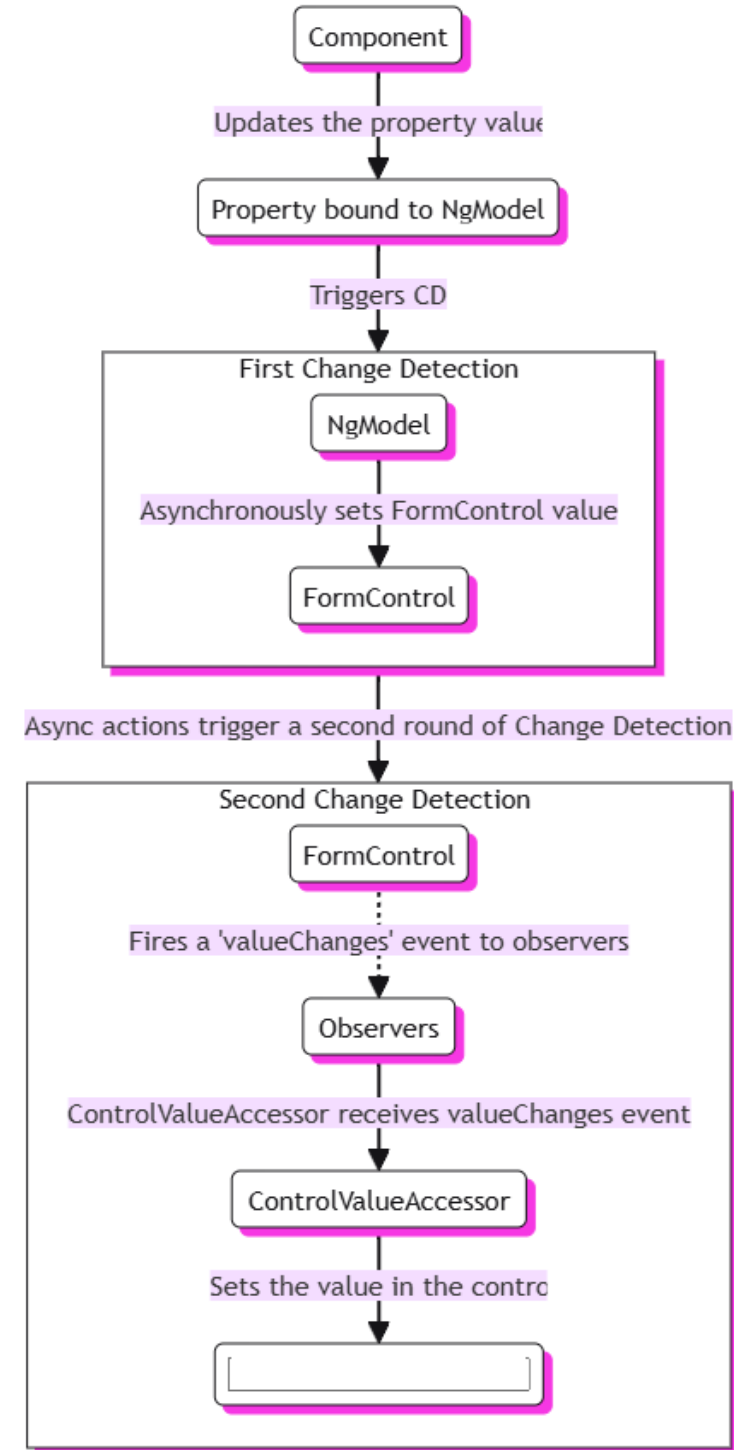 Component
Updates the property value
Property bound to NgModel
Triggers CD
First Change Detection
NgModel
Asynchronously sets FormControl value
FormControl
Async actions trigger a second round of Change Detection
Second Change Detection
FormControl
Fires a 'valueChanges' event to observers
Observers
ControlValueAccessor receives valueChanges event
ControlValueAccessor
Sets the value in the contro